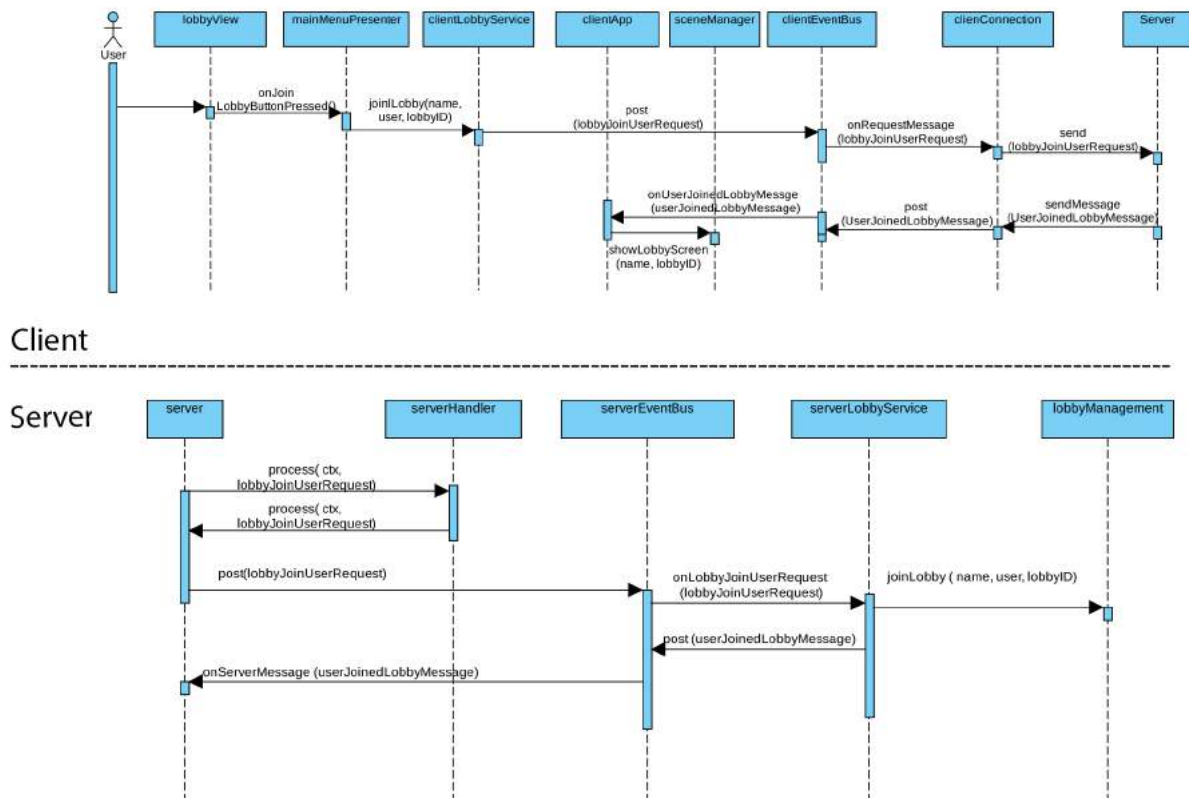 lobbyView
mainMenuPresenter
clientLobbyService
clientApp
sceneManager
clientEventBus
clienConnection
Server
User
onJoin
LobbyButtonPressed()
joinlLobby(name,
user, lobbyID)
post
(lobbyJoinUserRequest)
onRequestMessage
(lobbyJoinUserRequest)
send
(lobbyJoinUserRequest)
onUserJoinedLobbyMessge
(userJoinedLobbyMessage)
post
(UserJoinedLobbyMessage)
sendMessage
(UserJoinedLobbyMessage)
showLobbyScreen
(name, lobbyID)
Client
Server
server
serverHandler
serverEventBus
serverLobbyService
lobbyManagement
process( ctx,
lobbyJoinUserRequest)
process( ctx,
lobbyJoinUserRequest)
post(lobbyJoinUserRequest)
onLobbyJoinUserRequest
(lobbyJoinUserRequest)
joinLobby ( name, user, lobbyID)
post (userJoinedLobbyMessage)
onServerMessage (userJoinedLobbyMessage)